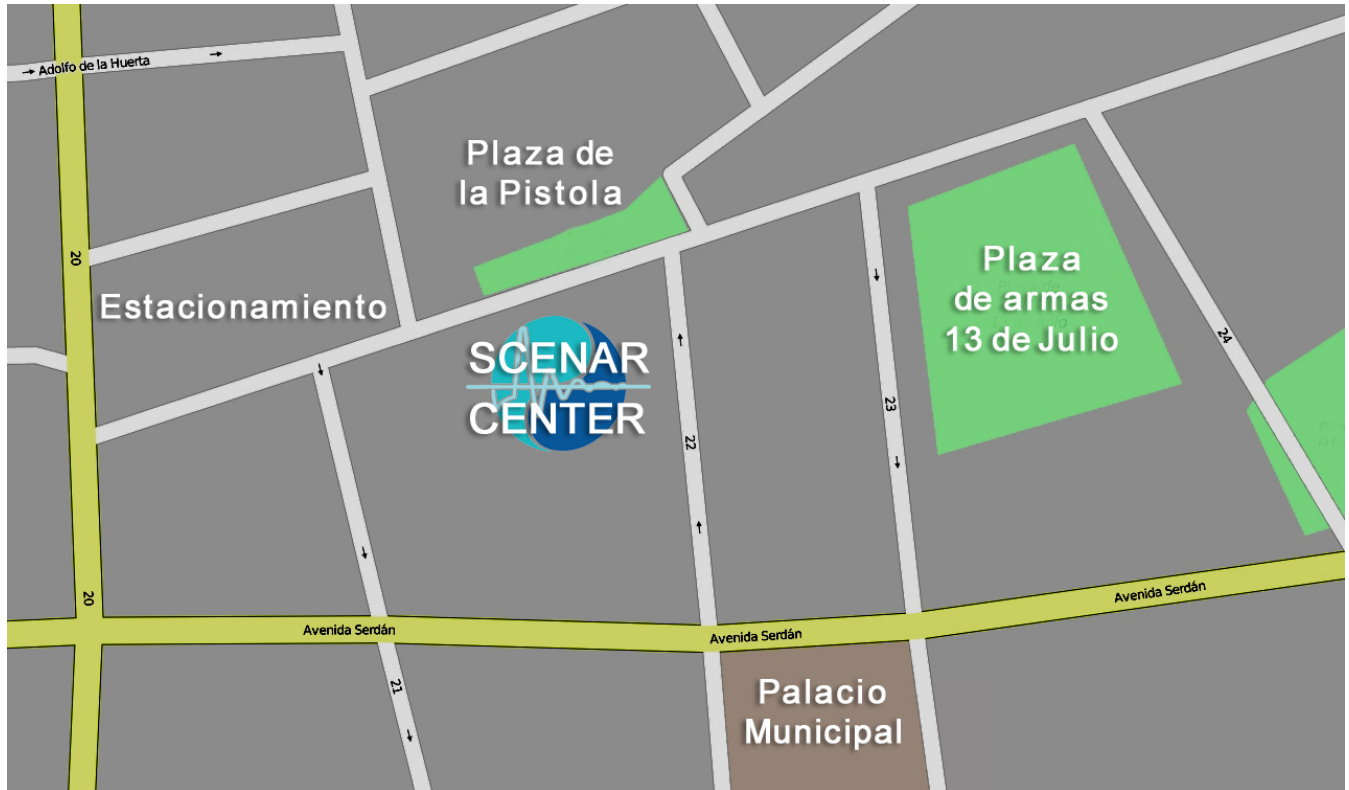 Adolfo de la Huerta
Plaza de
la Pistola
20
Estacionamiento
Plaza
de armas
13 de Julio
SCENAR
CENTER
24
23
22
20
Avenida Serdán
Avenida Serdán
Avenida Serdán
21
Palacio
Municipal